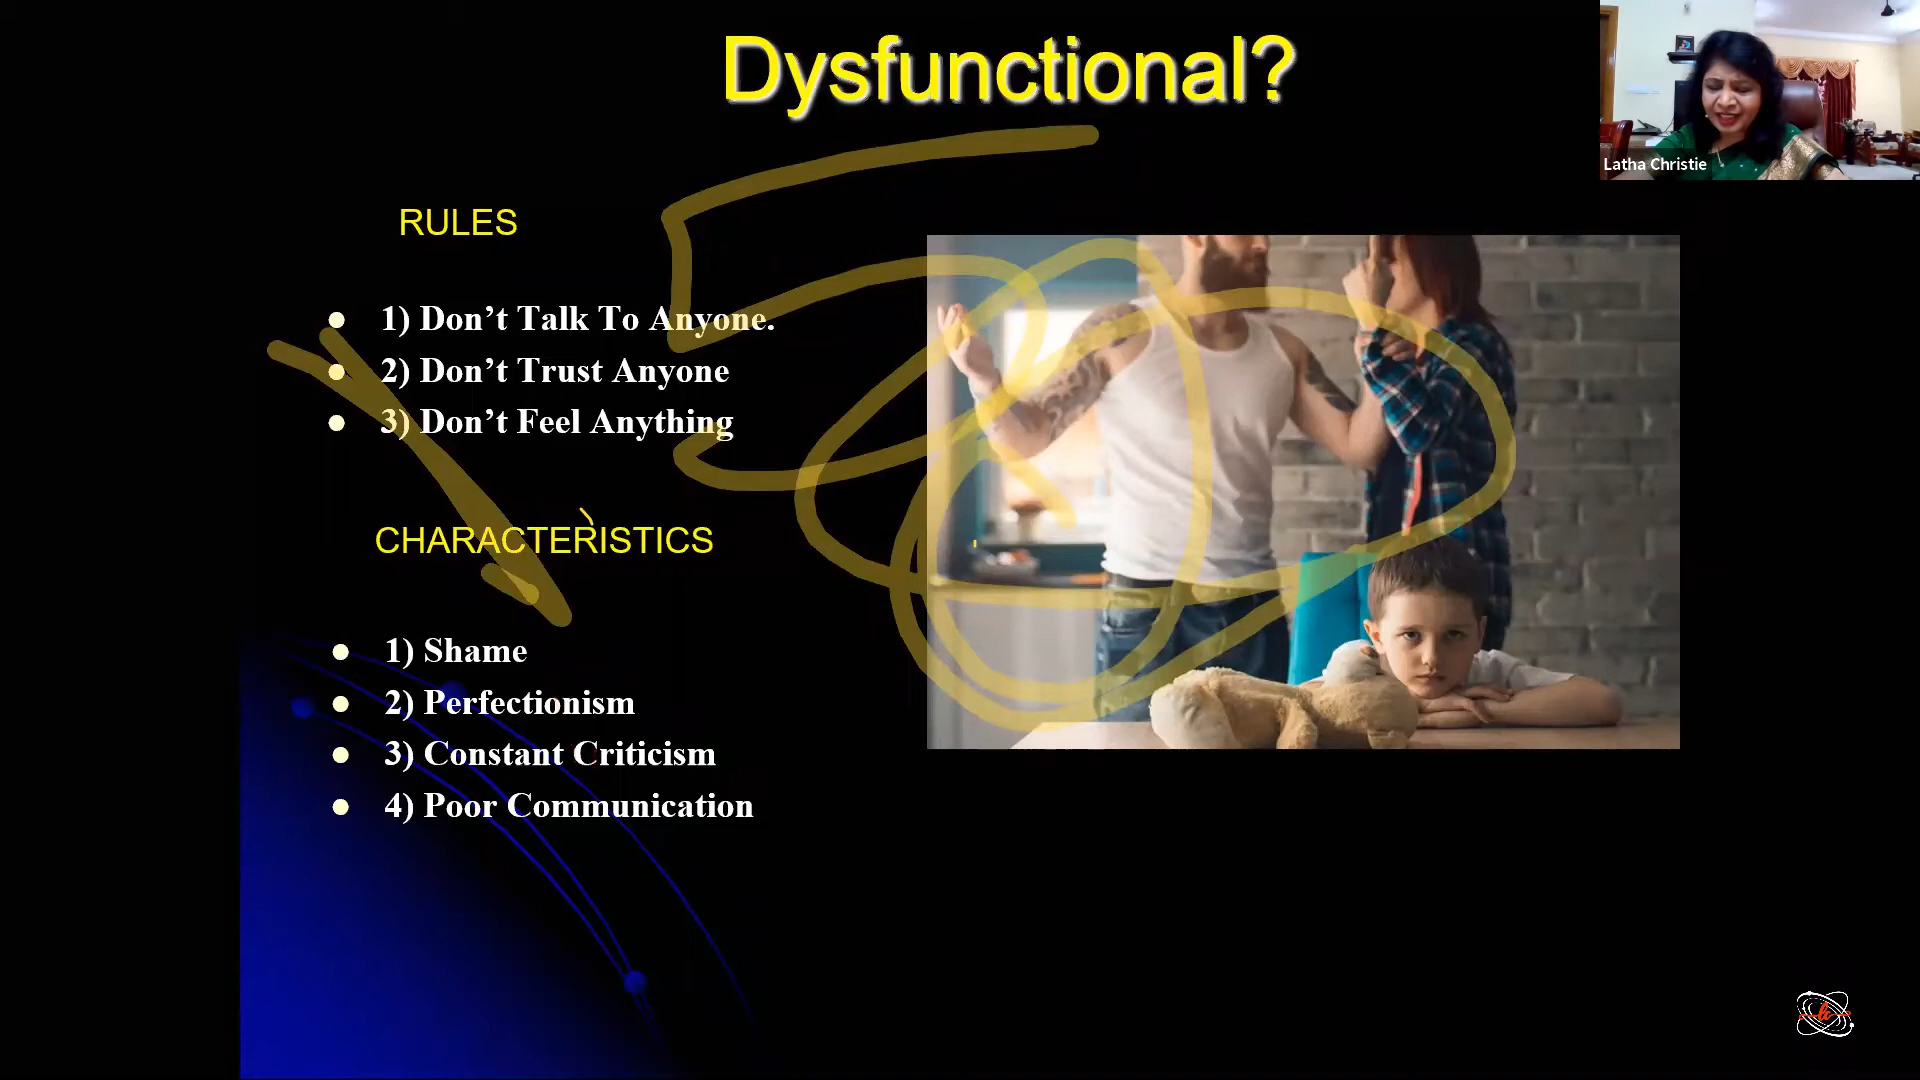 Dysfunctional?
Latha Christie
RULES
1) Don’t Talk To Anyone.
2) Don’t Trust Anyone
3) Don’t Feel Anything
CHARACTERISTICS
1) Shame
2) Perfectionism
3) Constant Criticism
4) Poor Communication